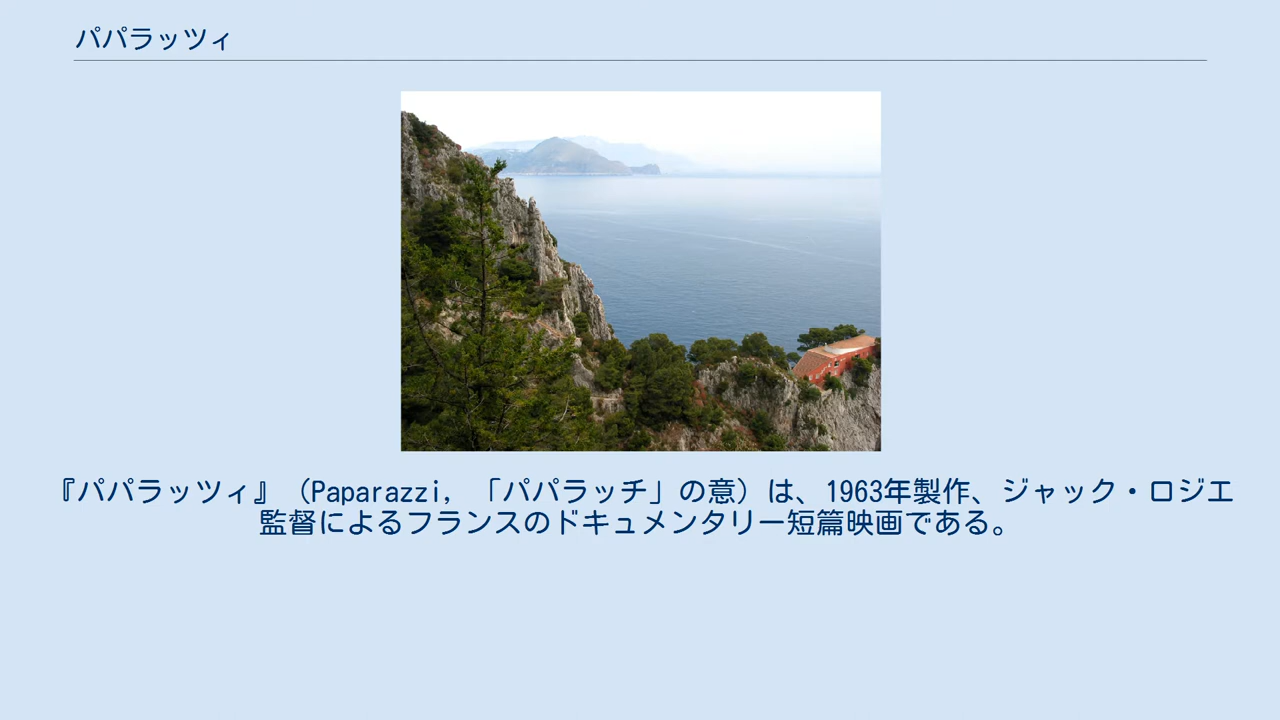 パパラッツィ
『パパラッツィ』（Paparazzi, 「パパラッチ」の意）は、1963年製作、ジャック・ロジエ
監督によるフランスのドキュメンタリー短篇映画である。